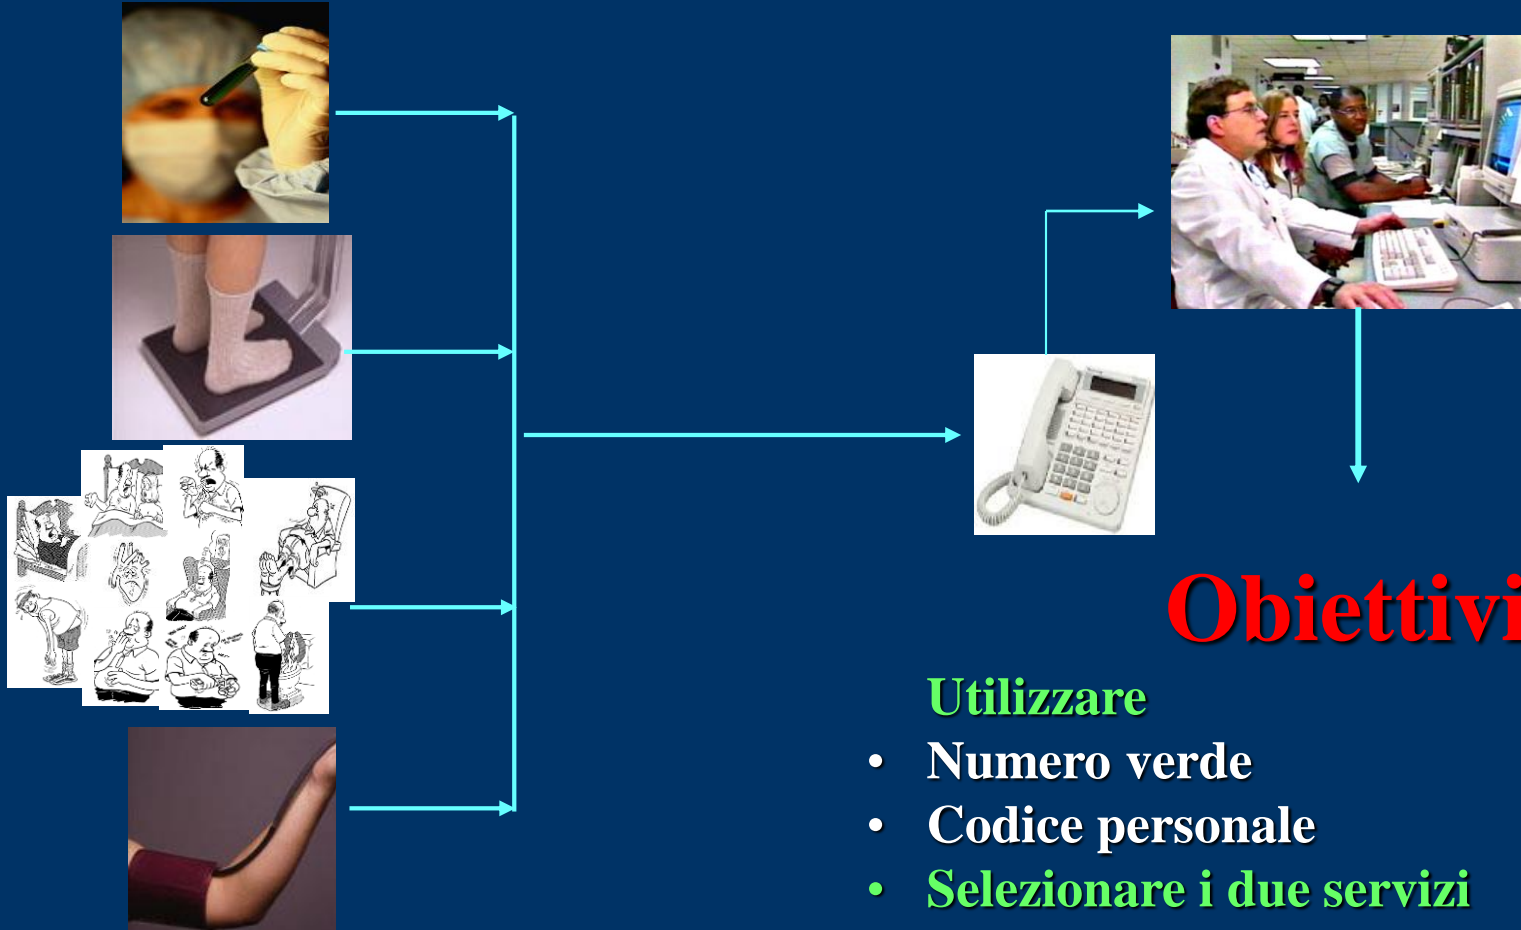 Obiettivi
Utilizzare
• Numero verde
• Codice personale
• Selezionare i due servizi